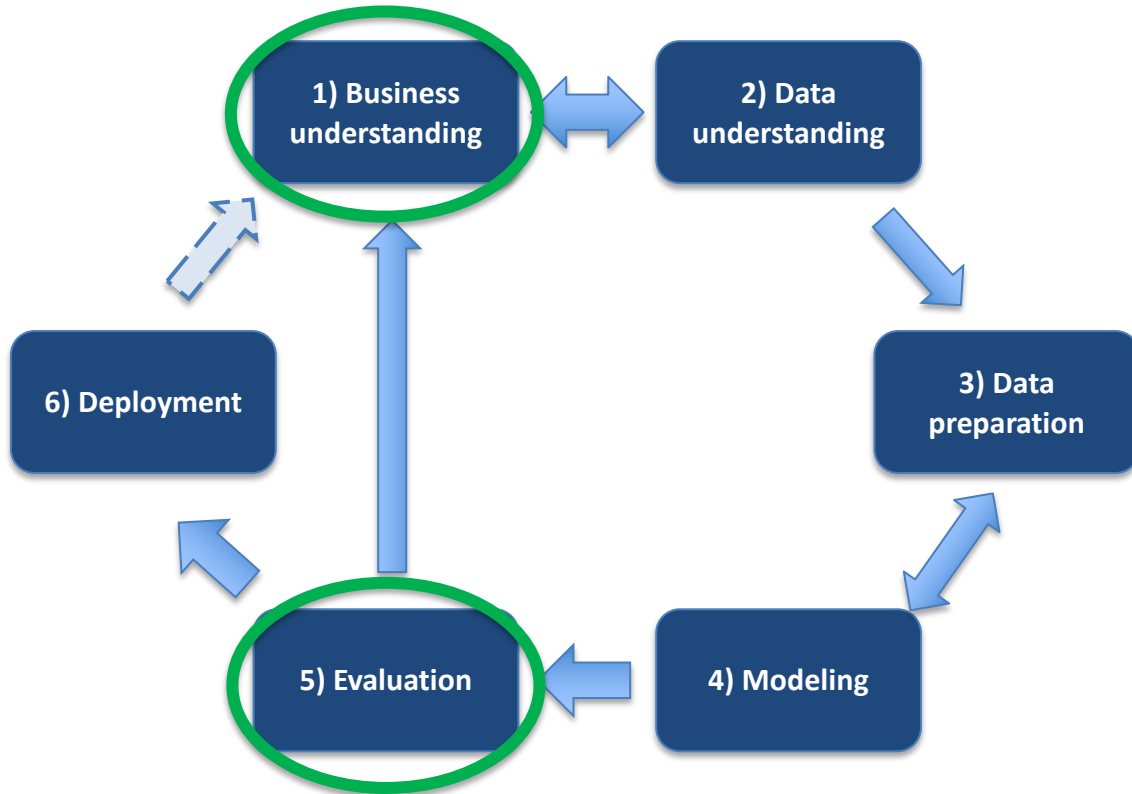 1) Business
understanding
2) Data
understanding
6) Deployment
3) Data
preparation
5) Evaluation
4) Modeling